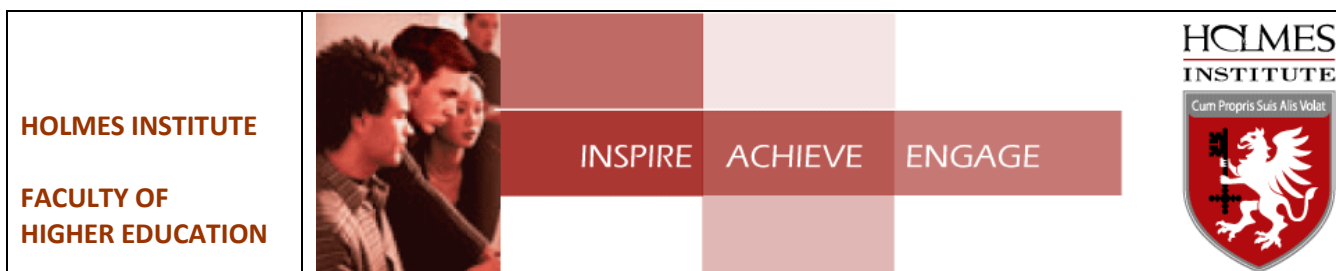 HOLMES INSTITUTE
FACULTY OF
HIGHER EDUCATION
INSPIRE ACHIEVE ENGAGE
HOLMES
INSTITUTE
Cum Propris Suis Alis Volat